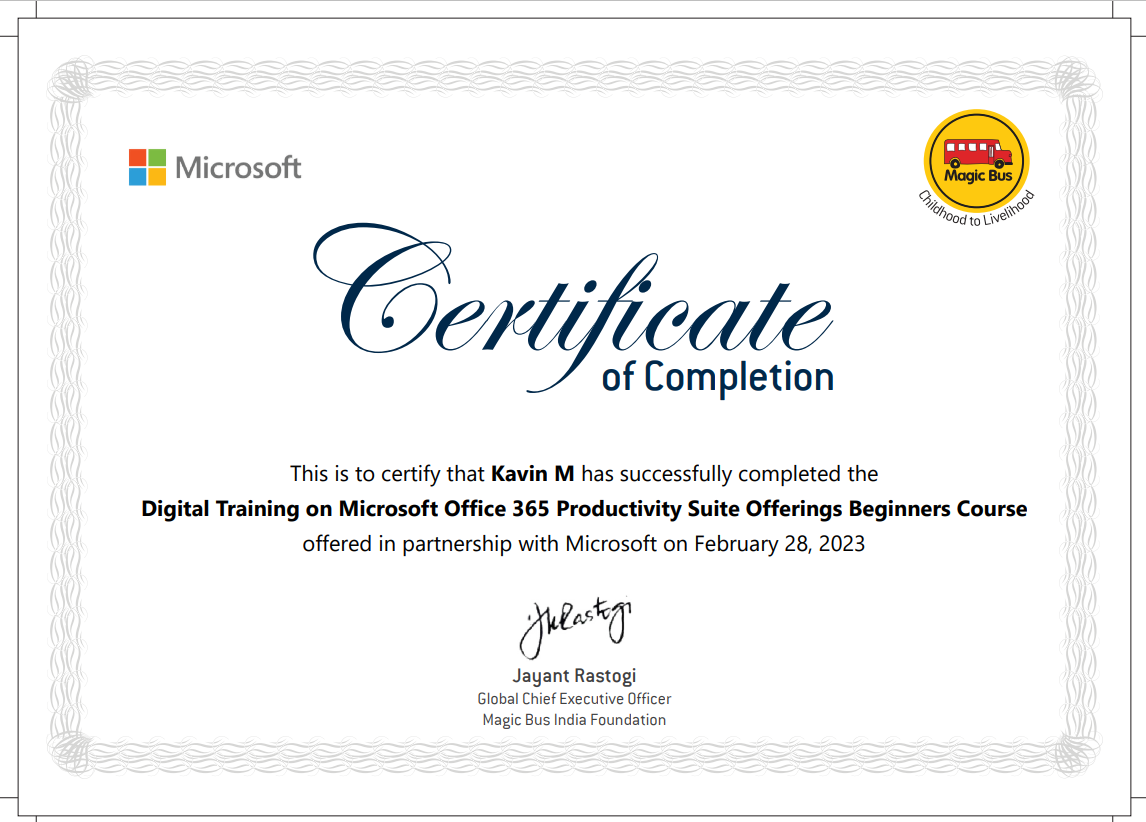 Microsoft
Magic Bus
Childhood to Livelihood
Certificate
of Completion
This is to certify that Kavin M has successfully completed the
Digital Training on Microsoft Office 365 Productivity Suite Offerings Beginners Course
offered in partnership with Microsoft on February 28, 2023
JKRastogi
Jayant Rastogi
Global Chief Executive Officer
Magic Bus India Foundation